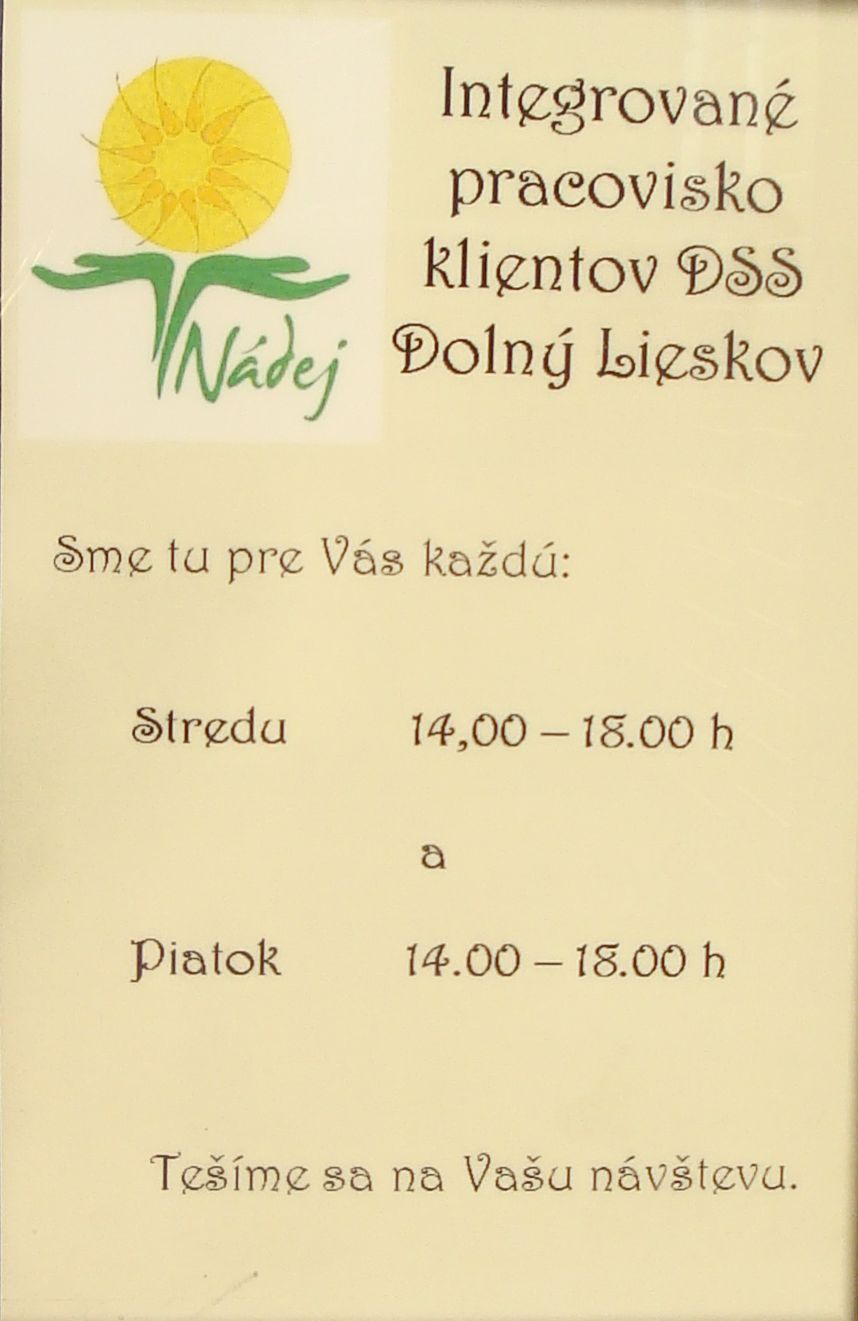 Integrované
pracovisko
klientov DSS
Dolný Lieskov
Nádej
Sme tu pre Vás každú:
Stredu 14,00 – 18.00 h
a
Piatok 14.00 – 18.00 h
Tešíme sa na Vašu návštevu.